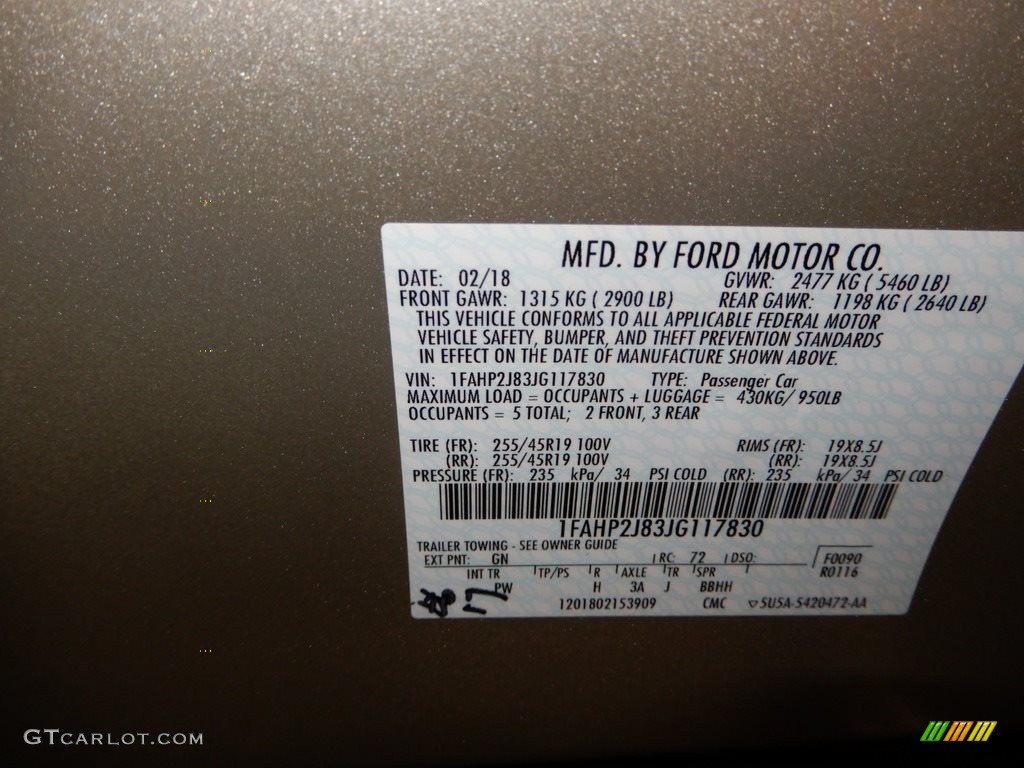 MFD. BY FORD MOTOR CO.
DATE: 02/18 GVWR: 2477 KG ( 5460 LB)
FRONT GAWR: 1315 KG ( 2900 LB) REAR GAWR: 1198 KG ( 2640 LB)
THIS VEHICLE CONFORMS TO ALL APPLICABLE FEDERAL MOTOR
VEHICLE SAFETY, BUMPER, AND THEFT PREVENTION STANDARDS
IN EFFECT ON THE DATE OF MANUFACTURE SHOWN ABOVE.
VIN: 1FAHP2J83JG117830 TYPE: Passenger Car
MAXIMUM LOAD = OCCUPANTS + LUGGAGE = 430KG/ 950LB
OCCUPANTS = 5 TOTAL; 2 FRONT, 3 REAR
TIRE (FR): 255/45R19 100V RIMS (FR): 19X8.5J
(RR): 255/45R19 100V (RR): 19X8.5J
PRESSURE (FR): 235 kPa/ 34 PSI COLD (RR): 235 kPa/ 34 PSI COLD
1FAHP2J83JG117830
TRAILER TOWING - SEE OWNER GUIDE
EXT PNT: GN RC: 72 DSO: F0090
INT TR TP/PS R AXLE TR SPR R0116
PW H 3A J BBHH
1201802153909 CMC 5U5A-5420472-AA
GTCARLOT.COM